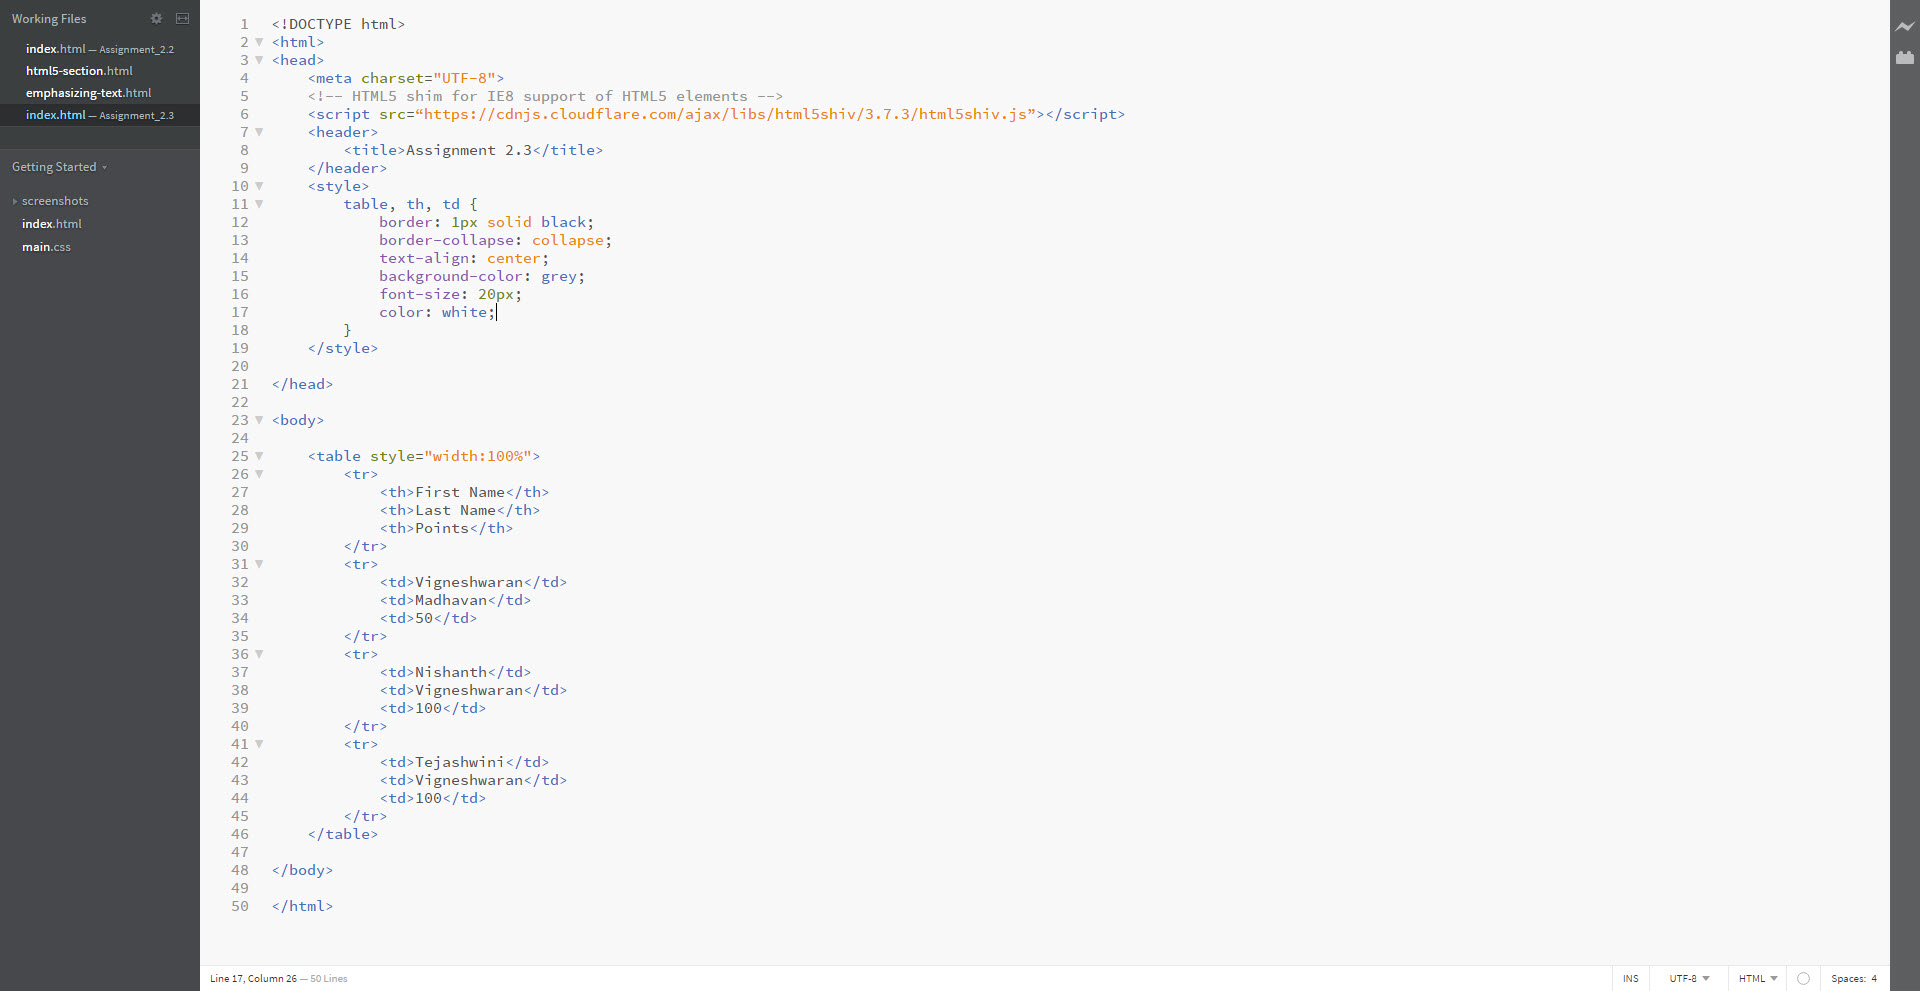 Working Files
index.html — Assignment_2.2
html5-section.html
emphasizing-text.html
index.html — Assignment_2.3
Getting Started
screenshots
index.html
main.css
1 <!DOCTYPE html>
2 <html>
3 <head>
4     <meta charset="UTF-8">
5     <!-- HTML5 shim for IE8 support of HTML5 elements -->
6     <script src=“https://cdnjs.cloudflare.com/ajax/libs/html5shiv/3.7.3/html5shiv.js”></script>
7     <header>
8         <title>Assignment 2.3</title>
9     </header>
10     <style>
11         table, th, td {
12             border: 1px solid black;
13             border-collapse: collapse;
14             text-align: center;
15             background-color: grey;
16             font-size: 20px;
17             color: white;
18         }
19     </style>
20
21 </head>
22
23 <body>
24
25     <table style="width:100%">
26         <tr>
27             <th>First Name</th>
28             <th>Last Name</th>
29             <th>Points</th>
30         </tr>
31         <tr>
32             <td>Vigneshwaran</td>
33             <td>Madhavan</td>
34             <td>50</td>
35         </tr>
36         <tr>
37             <td>Nishanth</td>
38             <td>Vigneshwaran</td>
39             <td>100</td>
40         </tr>
41         <tr>
42             <td>Tejashwini</td>
43             <td>Vigneshwaran</td>
44             <td>100</td>
45         </tr>
46     </table>
47
48 </body>
49
50 </html>
Line 17, Column 26 — 50 Lines
INS UTF-8 HTML Spaces: 4